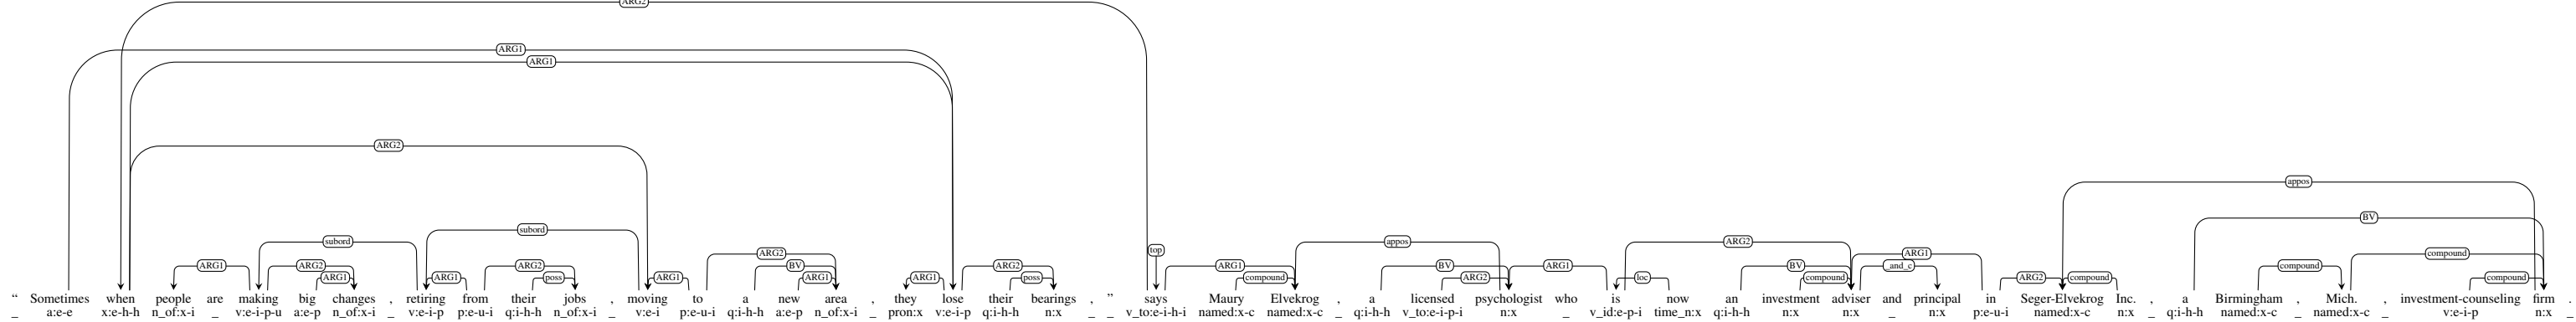 ARG2
ARG1
ARG1
ARG2
appos
BV
subord
subord ARG2 appos ARG2
top
ARG2 ARG1 compound
ARG1 ARG2 BV ARG2 ARG1 BV ARG1 BV _and_c compound
ARG1 ARG1 poss ARG1 ARG1 ARG1 poss compound ARG2 loc compound ARG2 compound compound
“ Sometimes when people are making big changes , retiring from their jobs , moving to a new area , they lose their bearings , ” says Maury Elvekrog , a licensed psychologist who is now an investment adviser and principal in Seger-Elvekrog Inc. , a Birmingham , Mich. , investment-counseling firm .
_ a:e-e x:e-h-h n_of:x-i _ v:e-i-p-u a:e-p n_of:x-i _ v:e-i-p p:e-u-i q:i-h-h n_of:x-i _ v:e-i p:e-u-i q:i-h-h a:e-p n_of:x-i _ pron:x v:e-i-p q:i-h-h n:x _ _ v_to:e-i-h-i named:x-c named:x-c _ q:i-h-h v_to:e-i-p-i n:x _ v_id:e-p-i time_n:x q:i-h-h n:x n:x _ n:x p:e-u-i named:x-c n:x _ q:i-h-h named:x-c _ named:x-c _ v:e-i-p n:x _